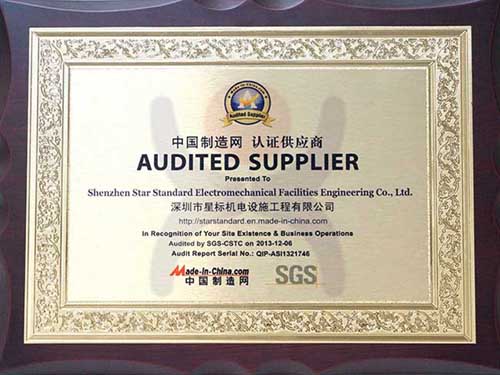 MADE-IN-CHINA.COM
Audited Supplier
中国制造网 认证供应商
AUDITED SUPPLIER
Presented To
Shenzhen Star Standard Electromechanical Facilities Engineering Co., Ltd.
深圳市星标机电设施工程有限公司
http://starstandard.en.made-in-china.com
In Recognition of Your Site Existence & Business Operations
Audited by SGS-CSTC on 2013-12-06
Audit Report Serial No.: QIP-ASI1321746
Made-in-China.com
中国制造网
SGS